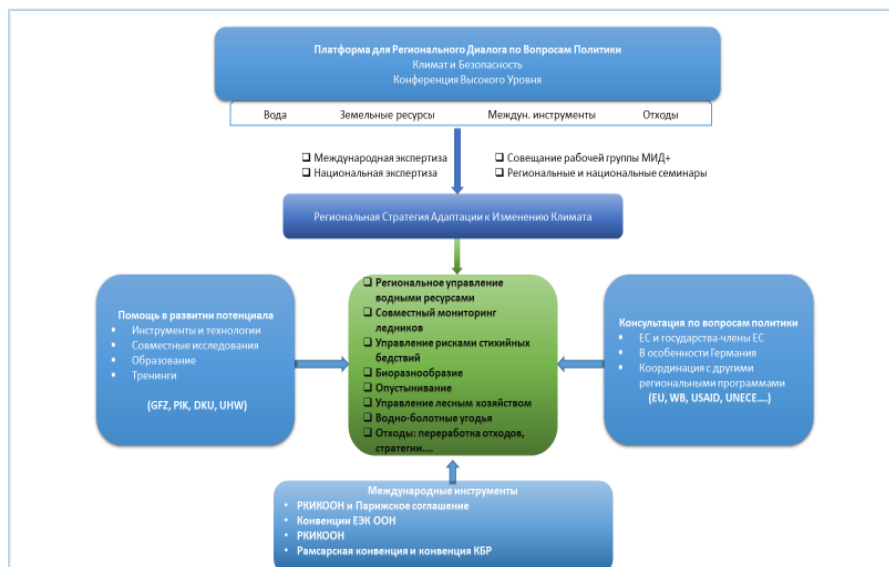 Платформа для Регионального Диалога по Вопросам Политики
Климат и Безопасность
Конференция Высокого Уровня
Вода Земельные ресурсы Междун. инструменты Отходы
❑ Международная экспертиза
❑ Национальная экспертиза
❑ Совещание рабочей группы МИД+
❑ Региональные и национальные семинары
Региональная Стратегия Адаптации к Изменению Климата
Помощь в развитии потенциала
▪ Инструменты и технологии
▪ Совместные исследования
▪ Образование
▪ Тренинги
(GFZ, PIK, DKU, UHW)
❑ Региональное управление
водными ресурсами
❑ Совместный мониторинг
ледников
❑ Управление рисками стихийных
бедствий
❑ Биоразнообразие
❑ Опустынивание
❑ Управление лесным хозяйством
❑ Водно-болотные угодья
❑ Отходы: переработка отходов,
стратегии....
Консультация по вопросам политики
▪ ЕС и государства-члены ЕС
▪ В особенности Германия
▪ Координация с другими
региональными программами
(EU, WB, USAID, UNECE....)
Международные инструменты
• РКИКООН и Парижское соглашение
• Конвенции ЕЭК ООН
• РКИКООН
• Рамсарская конвенция и конвенция КБР